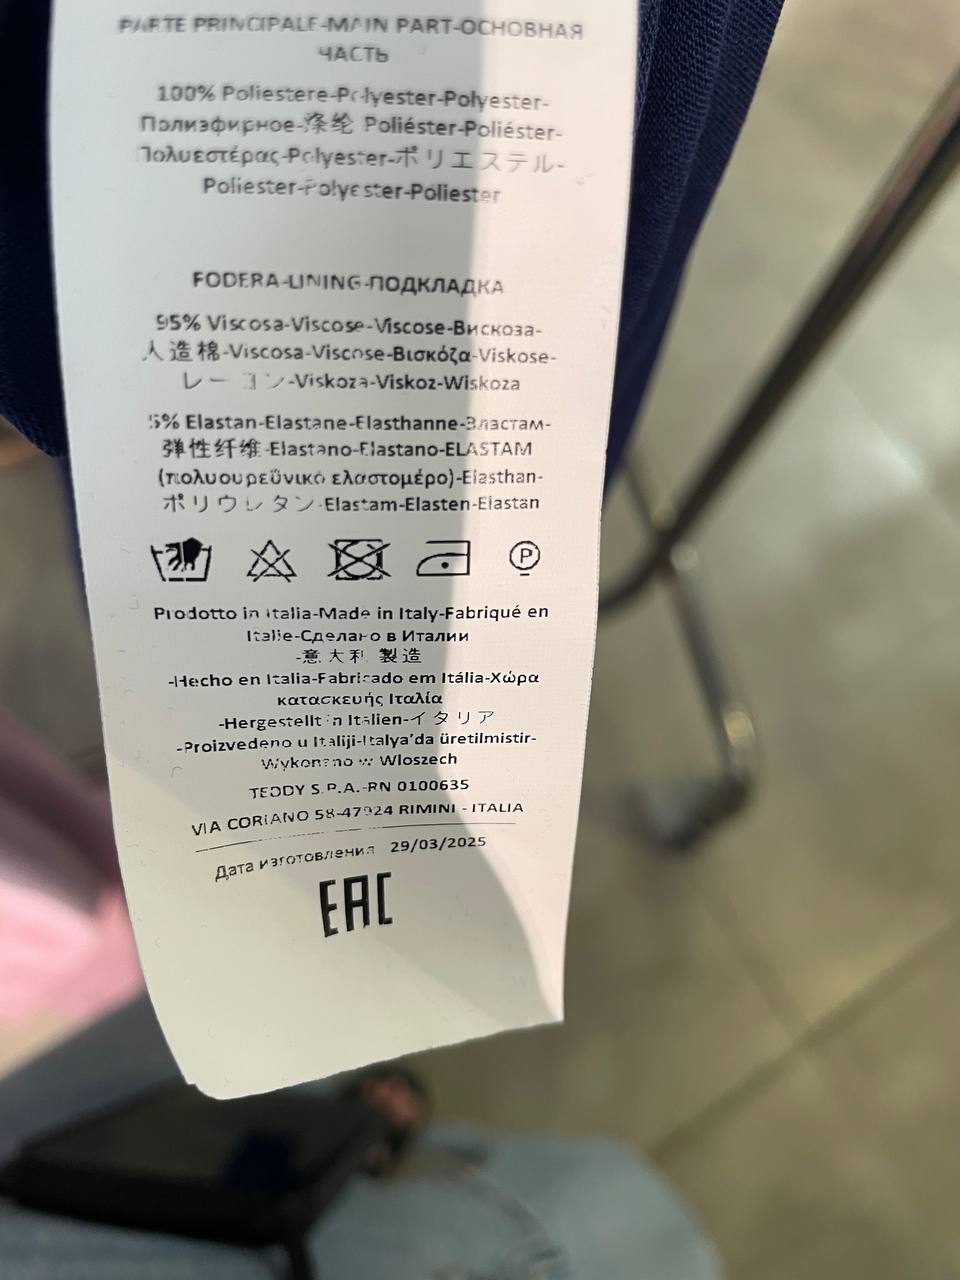 PARTE PRINCIPALE-MAIN PART-ОСНОВНАЯ
ЧАСТЬ
100% Poliestere-Polyester-Polyester-
Полиэфирное-涤纶 Poliéster-Poliéster-
Πολυεστέρας-Polyester-ポリエステル-
Poliester-Polyester-Poliester
FODERA-LINING-ПОДКЛАДКА
95% Viscosa-Viscose-Viscose-Вискоза-
人造棉-Viscosa-Viscose-Βισκόζα-Viskose-
レーヨン-Viskoza-Viskoz-Wiskoza
5% Elastan-Elastane-Elasthanne-Эластам-
弹性纤维-Elastano-Elastano-ELASTAM
(πολυουρεϋνικό ελαστομέρο)-Elasthan-
ポリウレタン-Elastam-Elasten-Elastan
P
Prodotto in Italia-Made in Italy-Fabriqué en
Italie-Сделано в Италии
-意大利 製造
-Hecho en Italia-Fabricado em Itália-Χώρα
κατασκευής Ιταλία
-Hergestellt in Italien-イタリア
-Proizvedeno u Italiji-Italya'da üretilmistir-
Wykonano w Wloszech
TEDDY S.P.A.-RN 0100635
VIA CORIANO 58-47924 RIMINI - ITALIA
Дата изготовления 29/03/2025
EAC